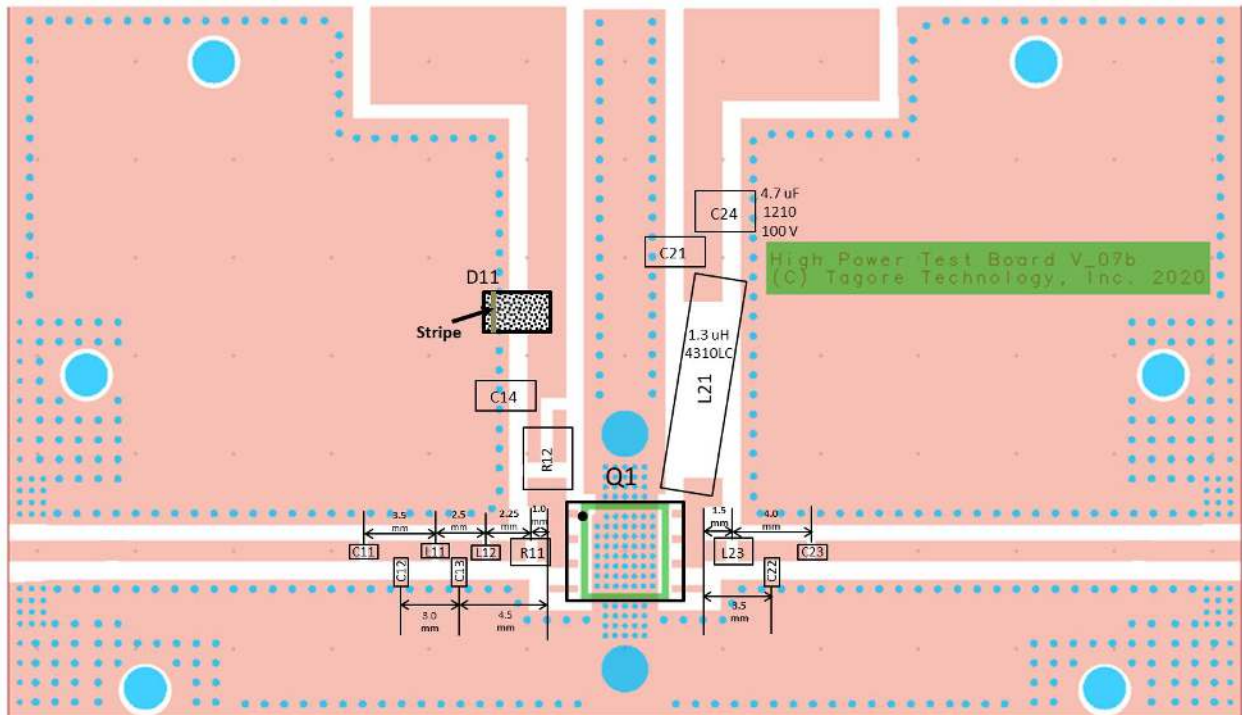 4.7 uF
1210
100 V
C24
C21
High Power Test Board V_07b
(C) Tagore Technology, Inc. 2020
D11
Stripe
1.3 uH
4310LC
L21
C14
R12
Q1
3.5
mm
2.5
mm
2.25
mm
1.0
mm
1.5
mm
4.0
mm
C11
L11
L12
R11
L23
C23
C12
C13
C22
3.0
mm
4.5
mm
3.5
mm